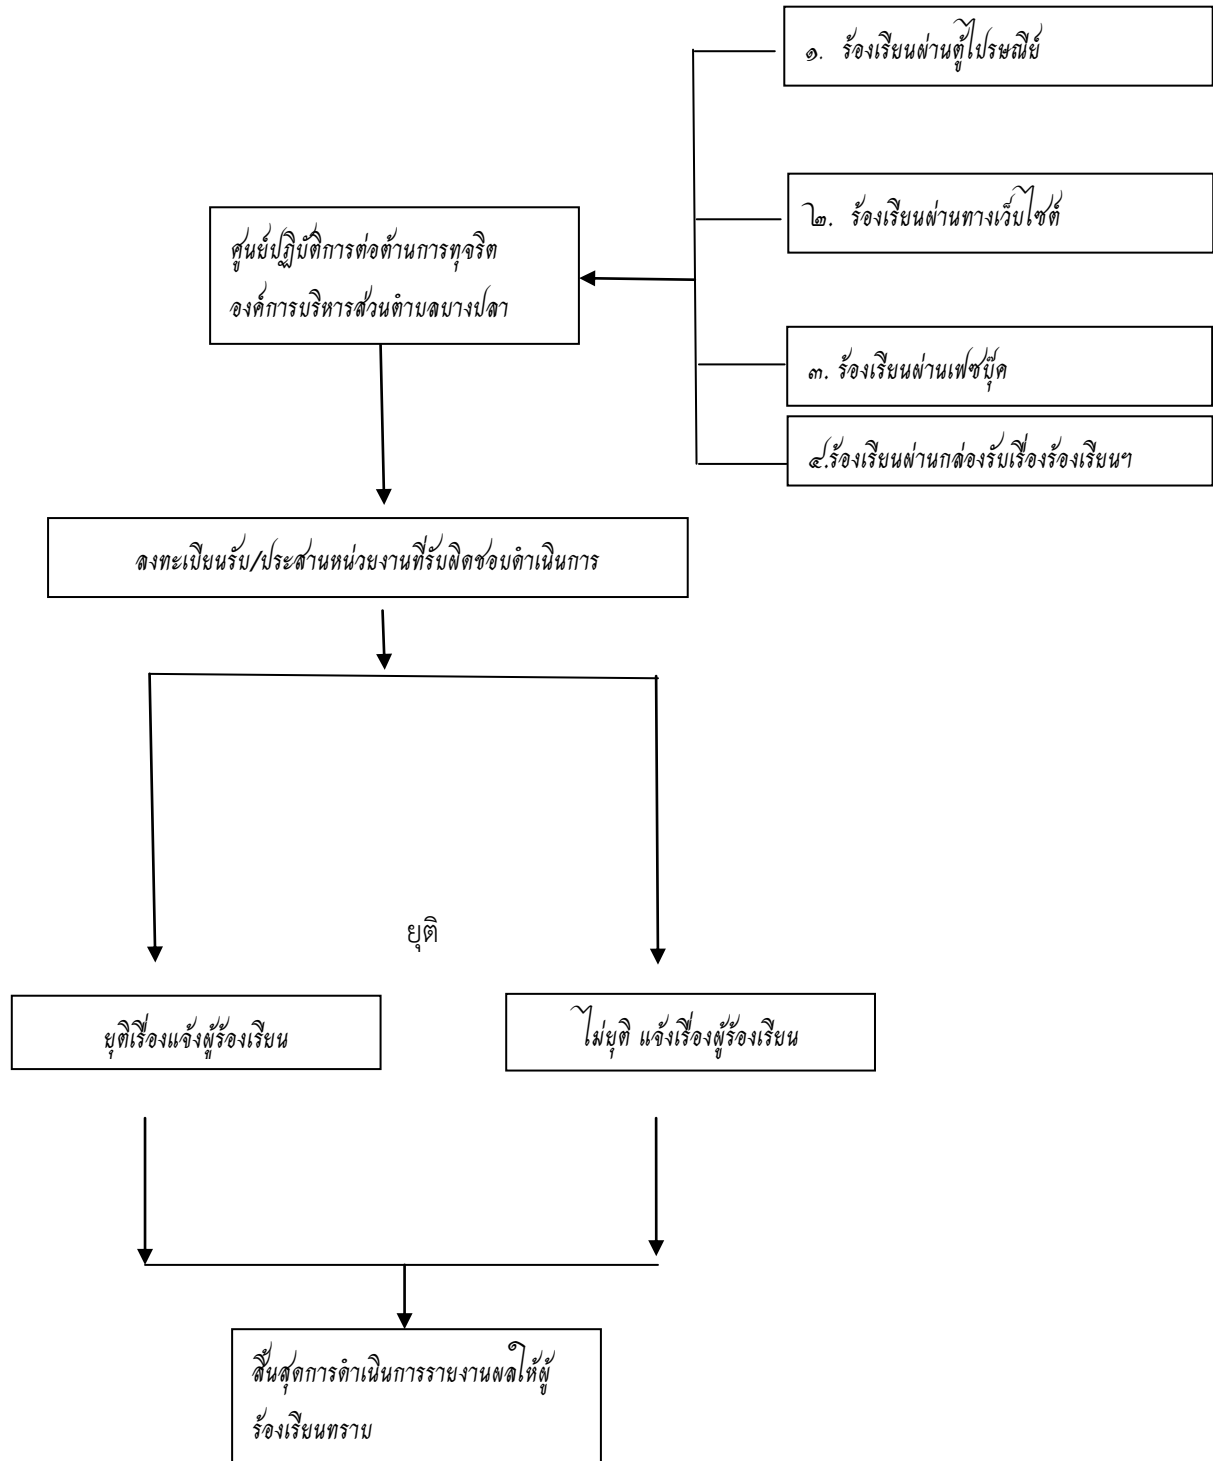 ๑. ร้องเรียนผ่านตู้ไปรษณีย์
๒. ร้องเรียนผ่านทางเว็บไซต์
ศูนย์ปฏิบัติการต่อต้านการทุจริต
องค์การบริหารส่วนตำบลบางปลา
๓. ร้องเรียนผ่านเฟซบุ๊ค
๔.ร้องเรียนผ่านกล่องรับเรื่องร้องเรียนฯ
ลงทะเบียนรับ/ประสานหน่วยงานที่รับผิดชอบดำเนินการ
ยุติ
ยุติเรื่องแจ้งผู้ร้องเรียน
ไม่ยุติ แจ้งเรื่องผู้ร้องเรียน
สิ้นสุดการดำเนินการรายงานผลให้ผู้
ร้องเรียนทราบ